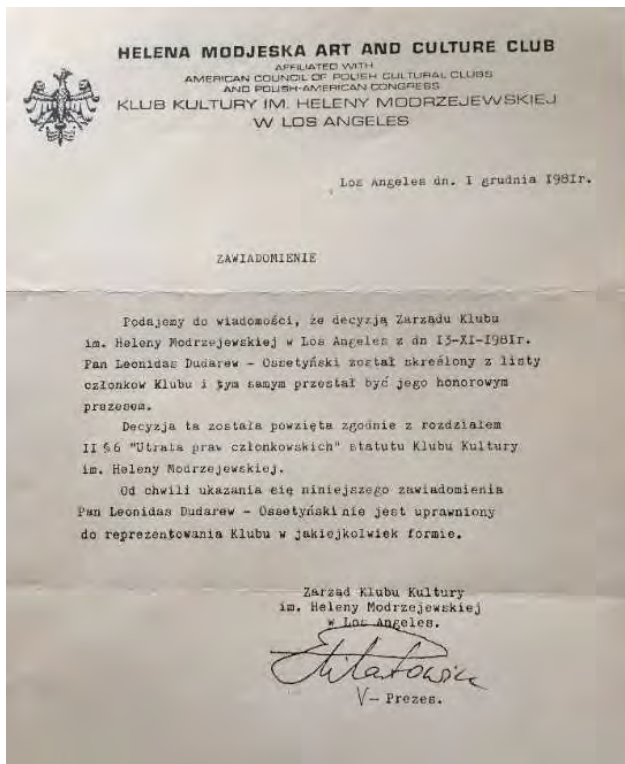 HELENA MODJESKA ART AND CULTURE CLUB
AFFILIATED WITH
AMERICAN COUNCIL OF POLISH CULTURAL CLUBS
AND POLISH-AMERICAN CONGRESS
KLUB KULTURY IM. HELENY MODRZEJEWSKIEJ
W LOS ANGELES
Los Angeles dn. I grudnia 1981r.
ZAWIADOMIENIE
Podajemy do wiadomości, że decyzją Zarządu Klubu
im. Heleny Modrzejewskiej w Los Angeles z dn 13-XI-1981r.
Pan Leonidas Dudarew - Ossetyński został skreślony z listy
członkow Klubu i tym samym przestał być jego honorowym
prezesem.
Decyzja ta została powzięta zgodnie z rozdziałem
II §6 "Utrata praw członkowskich" statutu Klubu Kultury
im. Heleny Modrzejewskiej.
Od chwili ukazania się niniejszego zawiadomienia
Pan Leonidas Dudarew - Ossetyński nie jest uprawniony
do reprezentowania Klubu w jakiejkolwiek formie.
Zarząd Klubu Kultury
im. Heleny Modrzejewskiej
w Los Angeles.
V - Prezes.